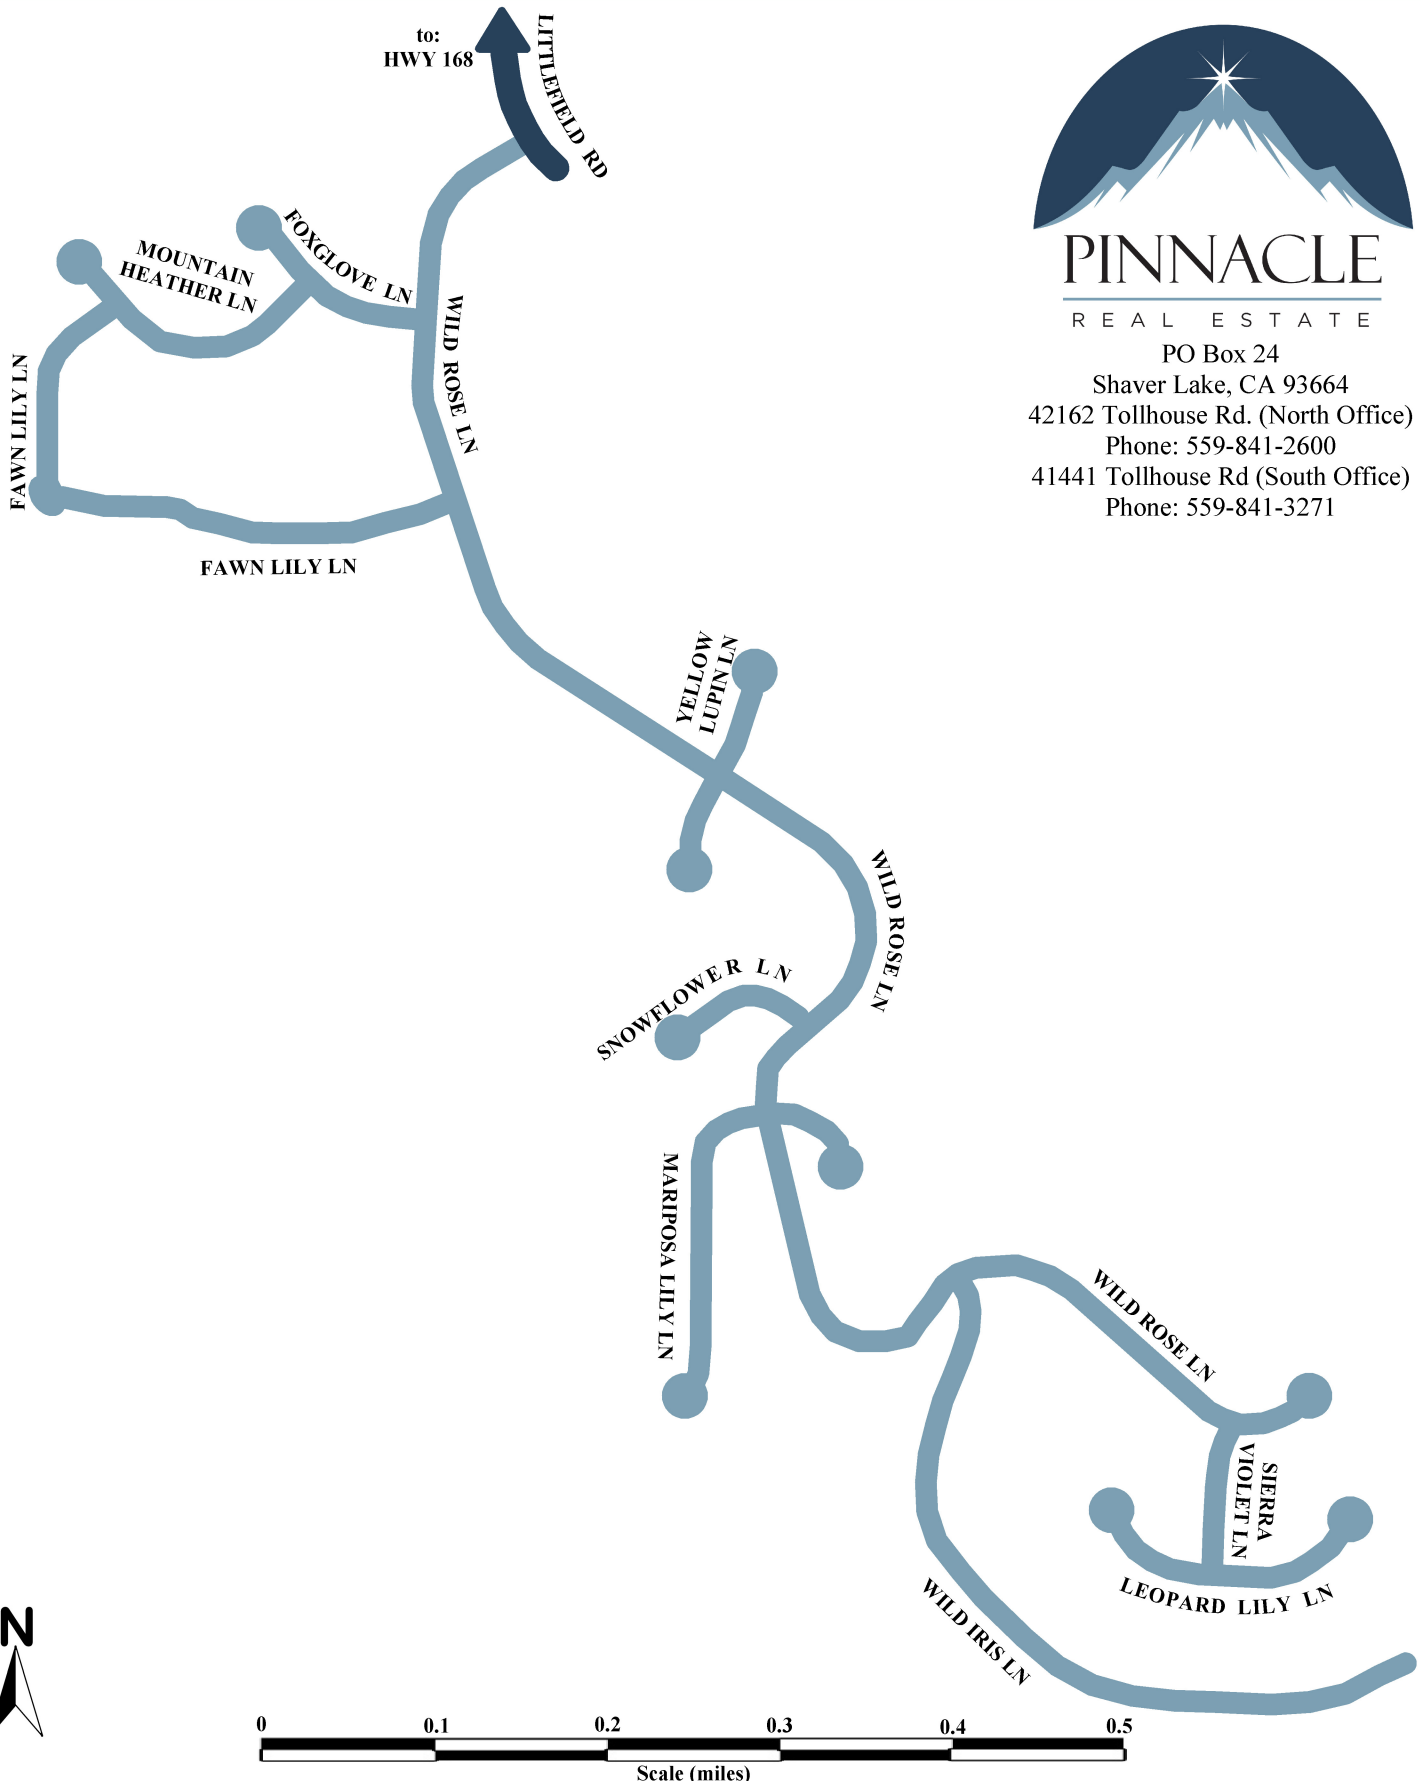 to:
HWY 168
LITTLEFIELD RD
PINNACLE
REAL ESTATE
PO Box 24
Shaver Lake, CA 93664
42162 Tollhouse Rd. (North Office)
Phone: 559-841-2600
41441 Tollhouse Rd (South Office)
Phone: 559-841-3271
FOXGLOVE LN
MOUNTAIN
HEATHER LN
WILD ROSE LN
FAWN LILY LN
FAWN LILY LN
YELLOW
LUPIN LN
WILD ROSE LN
SNOWFLOWER LN
MARIPOSA LILY LN
WILD ROSE LN
SIERRA
VIOLET LN
LEOPARD LILY LN
WILD IRIS LN
N
0 0.1 0.2 0.3 0.4 0.5
Scale (miles)